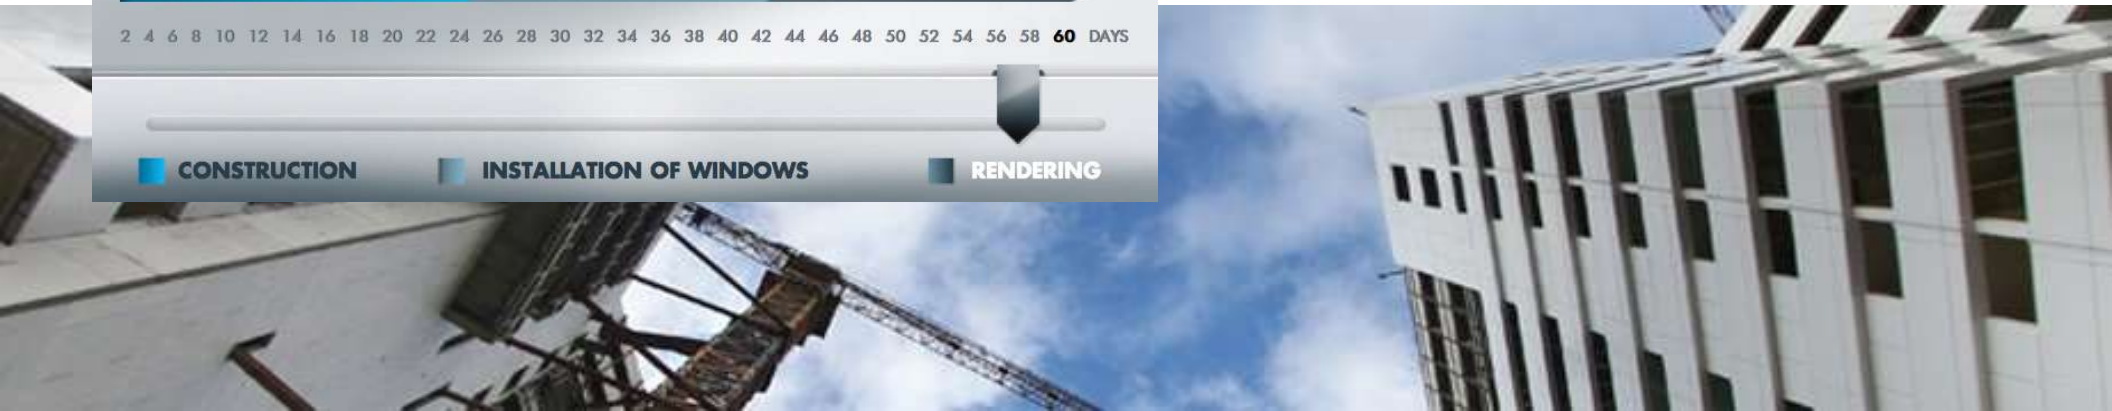 2 4 6 8 10 12 14 16 18 20 22 24 26 28 30 32 34 36 38 40 42 44 46 48 50 52 54 56 58 60 DAYS
CONSTRUCTION INSTALLATION OF WINDOWS RENDERING